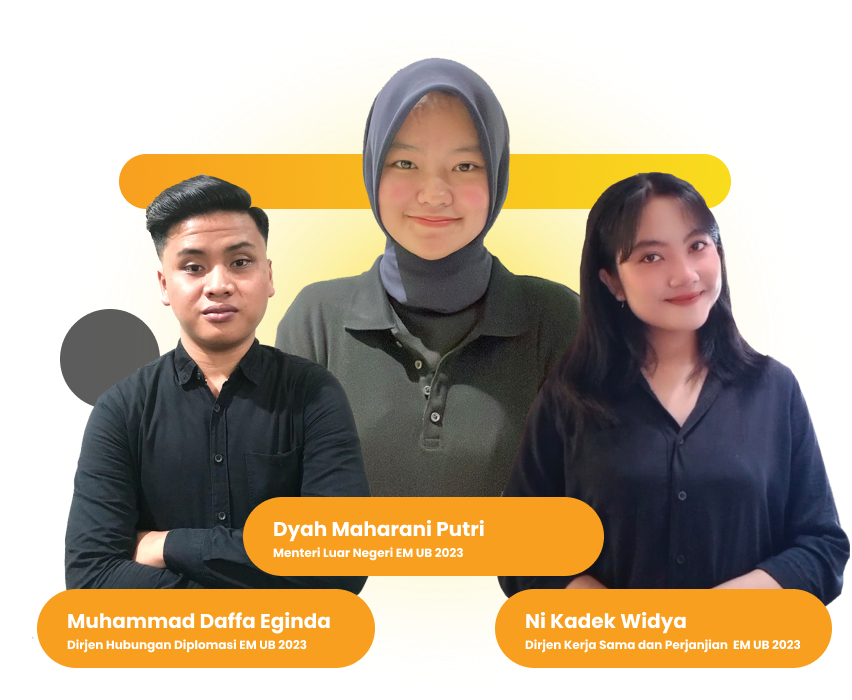 Dyah Maharani Putri
Menteri Luar Negeri EM UB 2023
Muhammad Daffa Eginda
Dirjen Hubungan Diplomasi EM UB 2023
Ni Kadek Widya
Dirjen Kerja Sama dan Perjanjian EM UB 2023